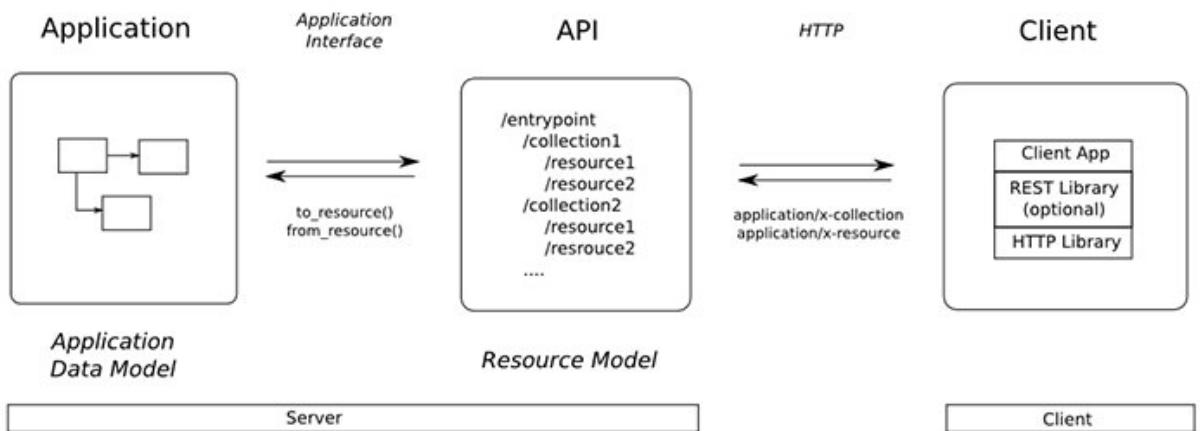 Application
Application
Interface
API
HTTP
Client
/entrypoint
/collection1
/resource1
/resource2
/collection2
/resource1
/resrouce2
....
to_resource()
from_resource()
application/x-collection
application/x-resource
Client App
REST Library
(optional)
HTTP Library
Application
Data Model
Resource Model
Server
Client